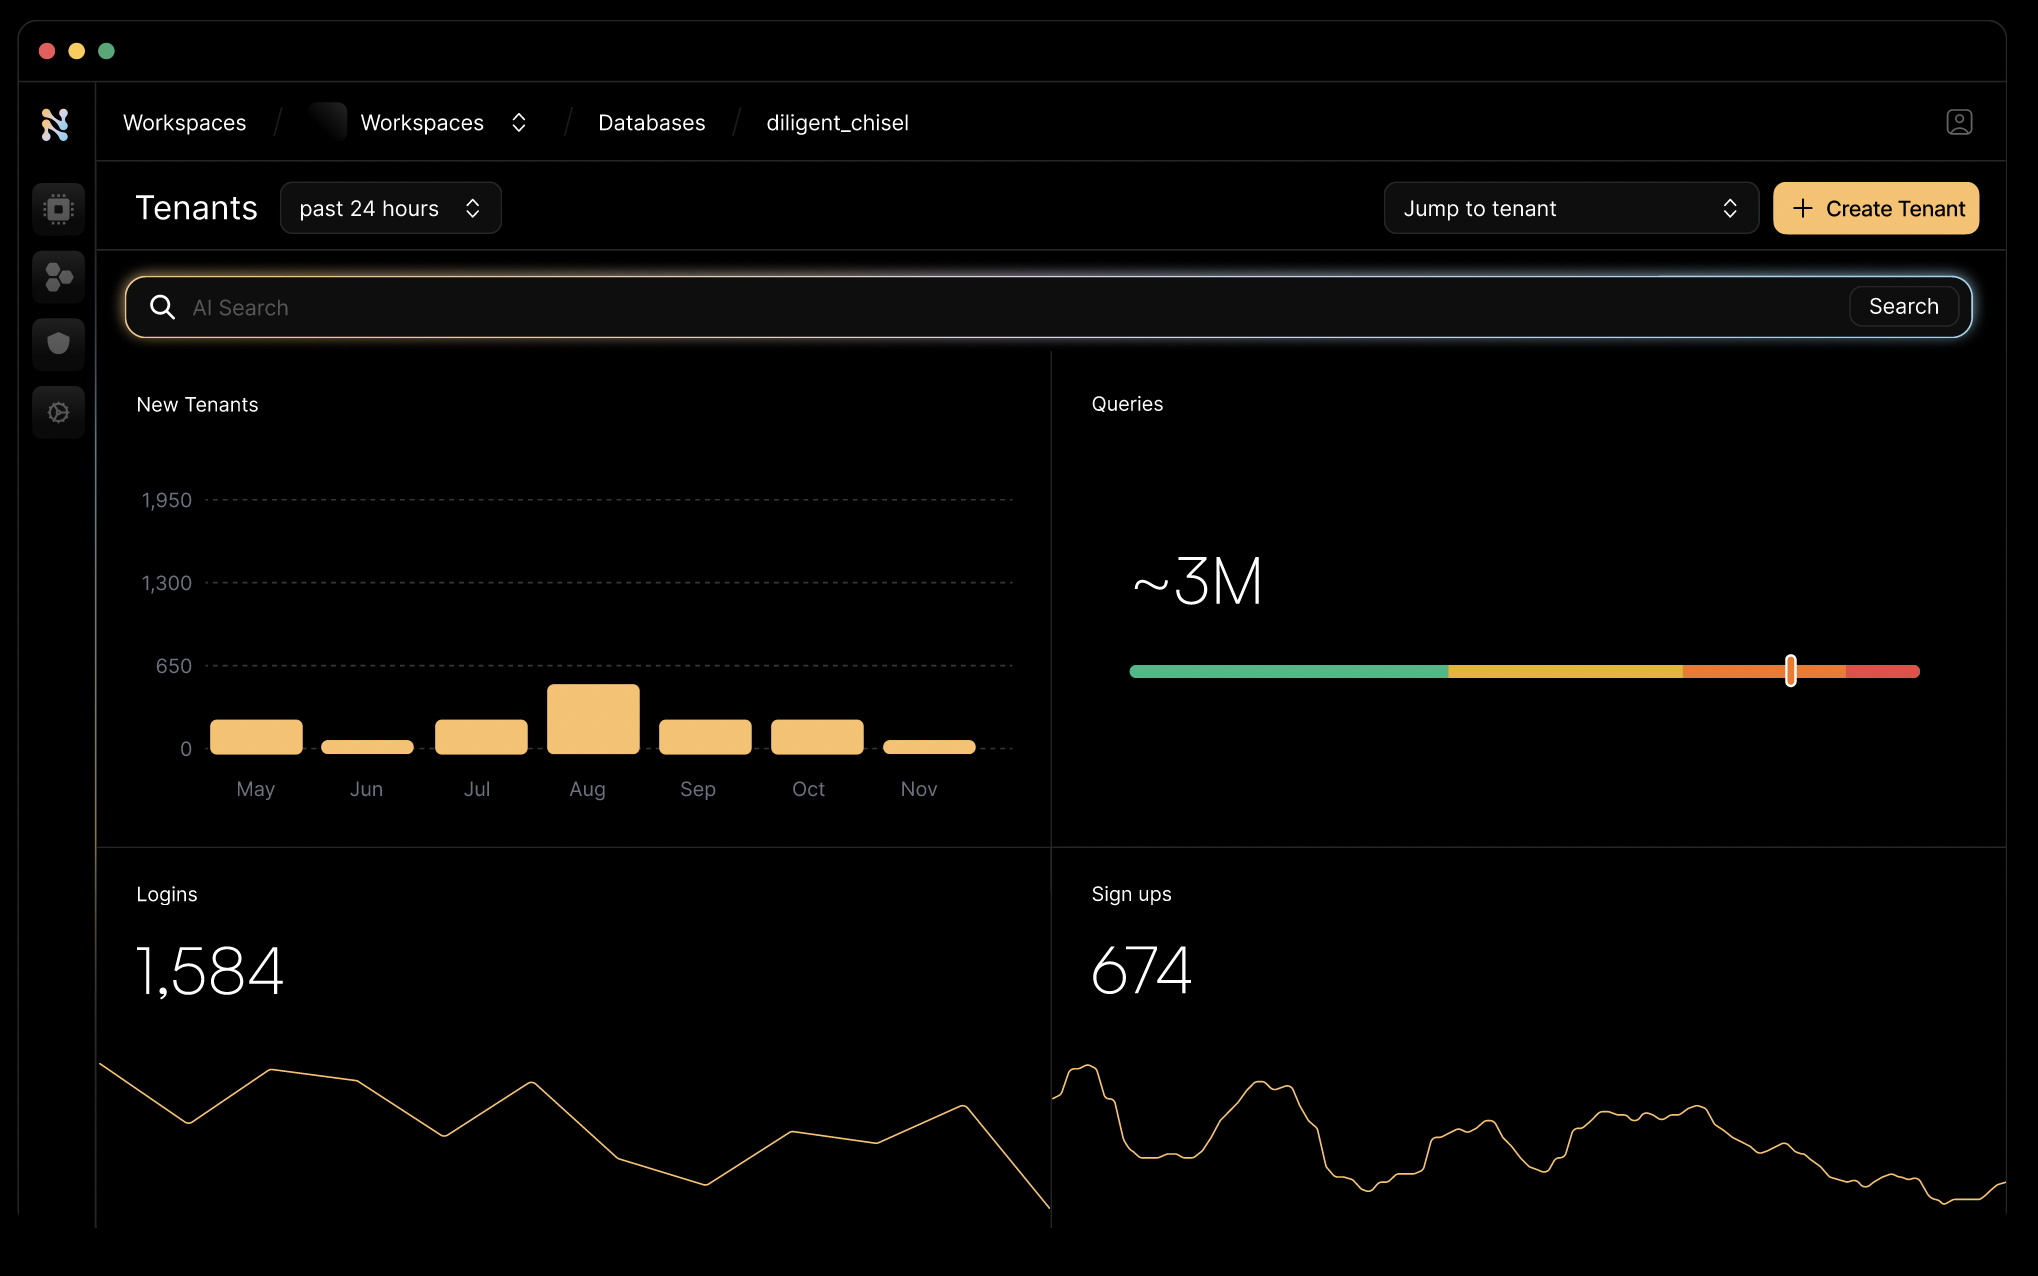 Workspaces / Workspaces / Databases / diligent_chisel
Tenants past 24 hours Jump to tenant + Create Tenant
AI Search Search
New Tenants
1,950
1,300
650
0
May Jun Jul Aug Sep Oct Nov
Queries
~3M
Logins
1,584
Sign ups
674